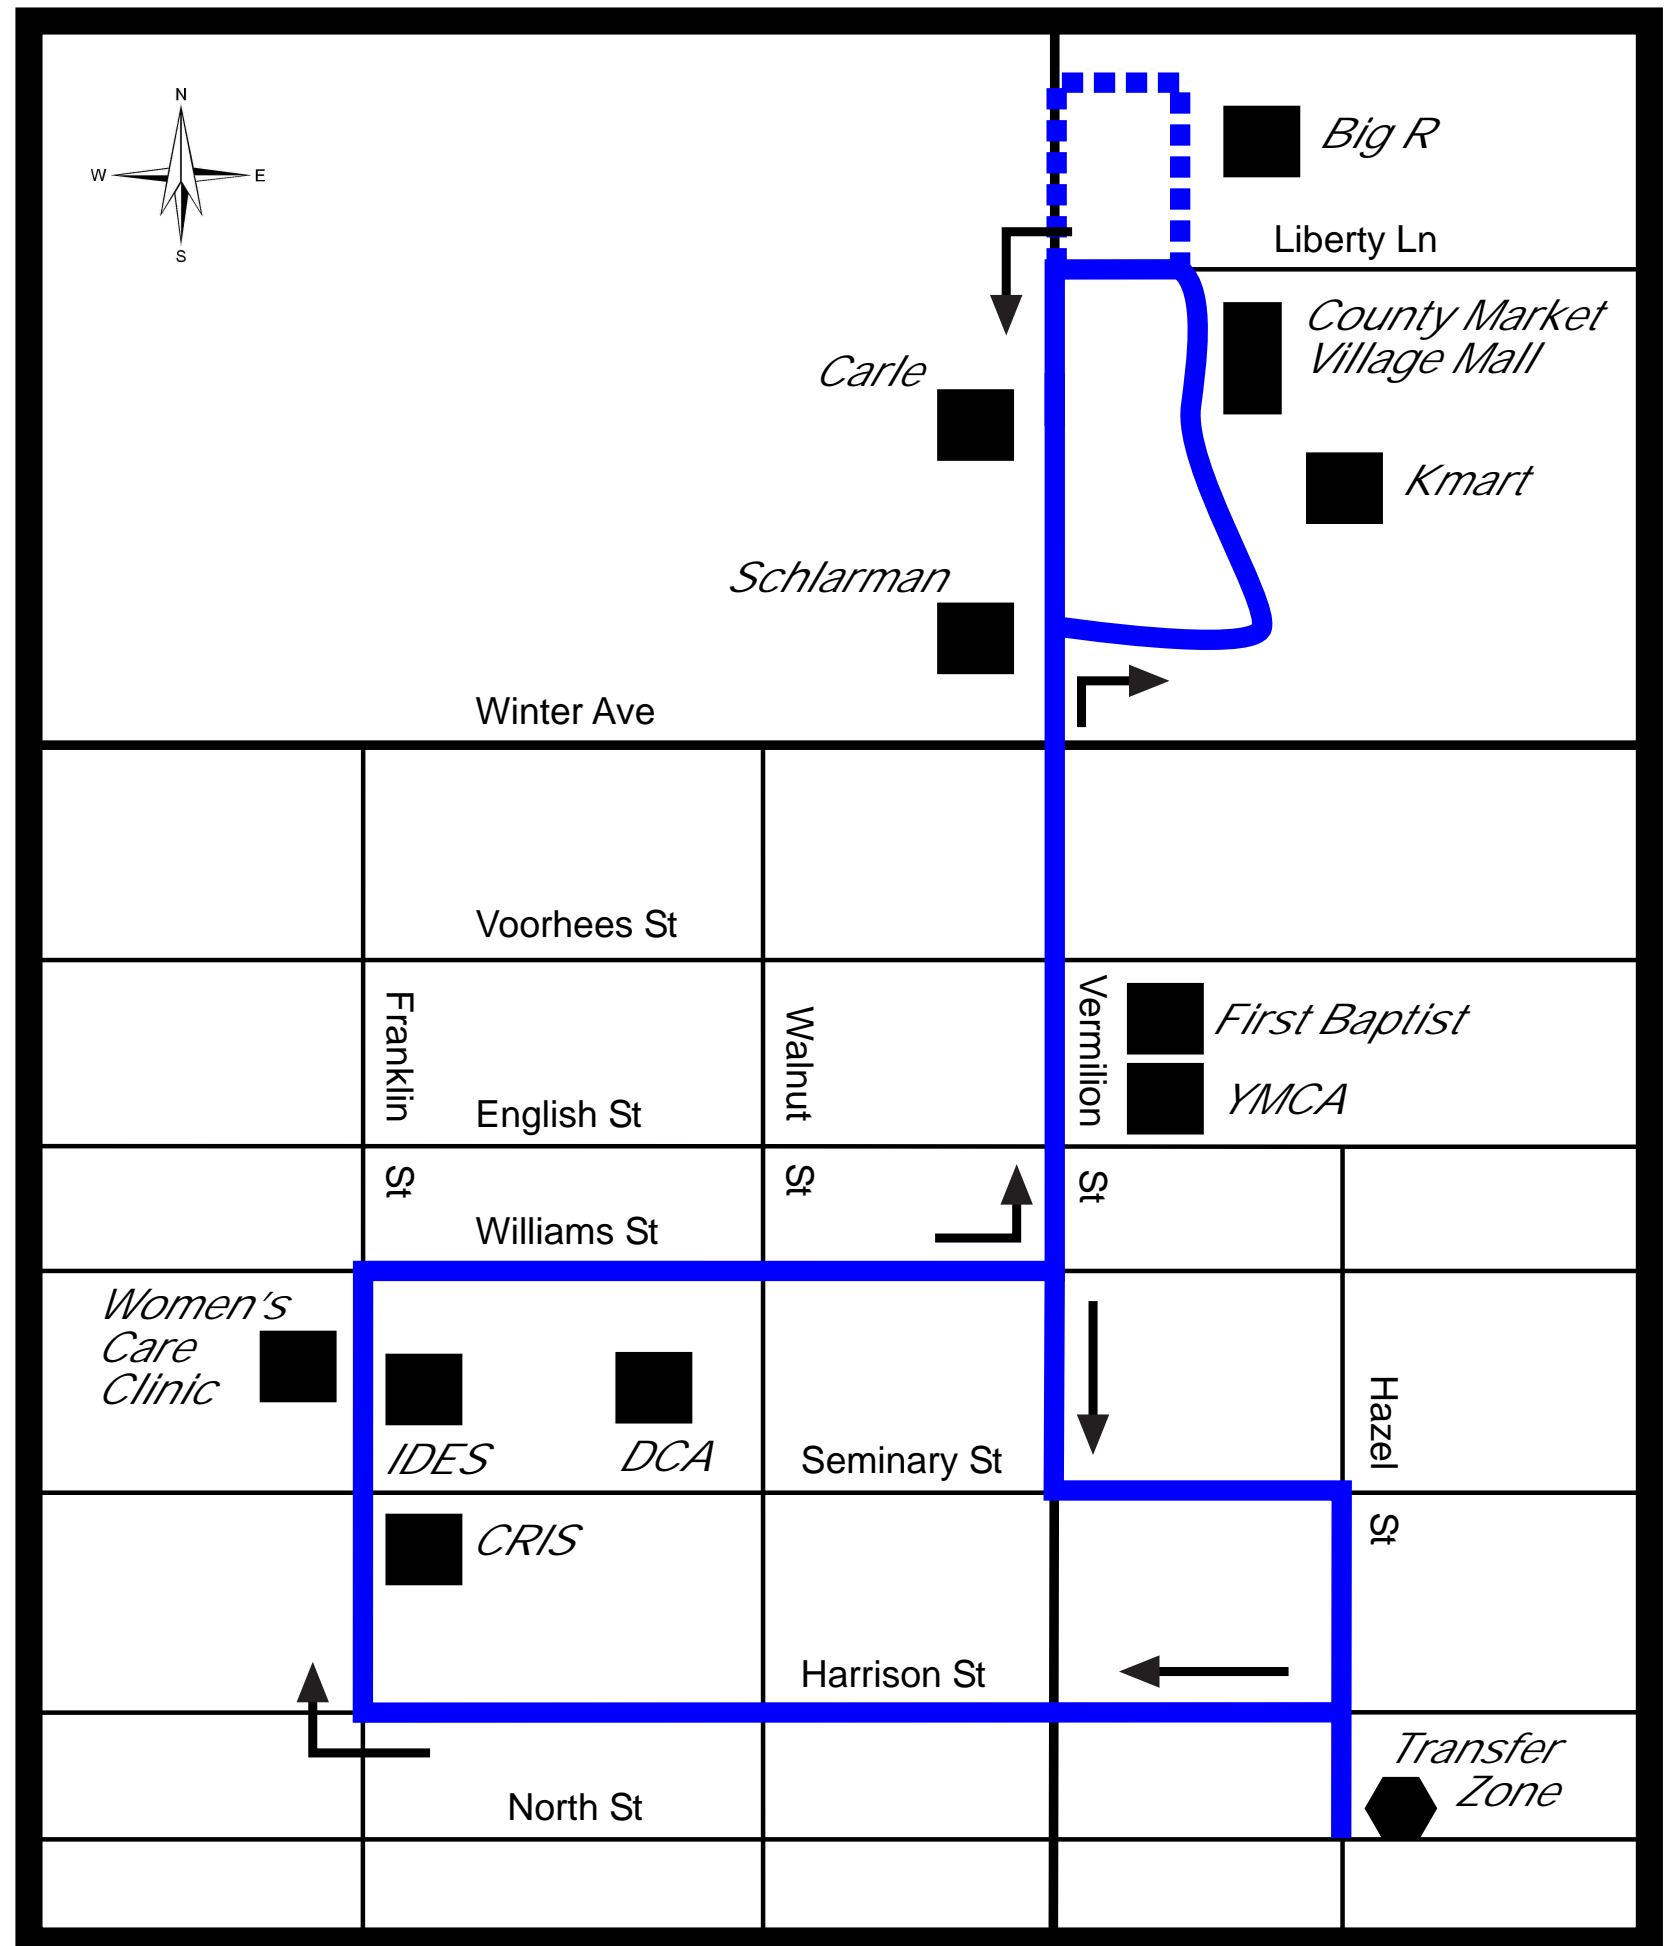 N
W
E
S
Big R
Liberty Ln
County Market
Village Mall
Carle
Kmart
Schlarman
Winter Ave
Voorhees St
Franklin St
Walnut St
Vermilion St
First Baptist
YMCA
English St
Williams St
Women's
Care
Clinic
IDES
DCA
Seminary St
Hazel St
CRIS
Harrison St
Transfer
Zone
North St